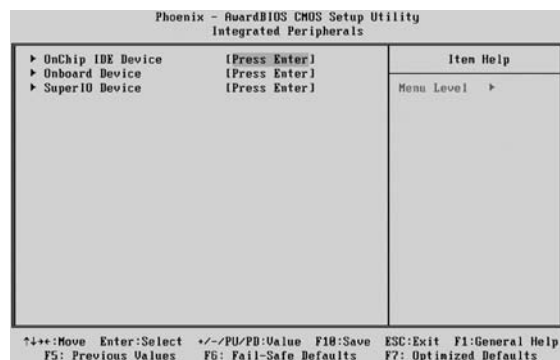 Phoenix - AwardBIOS CMOS Setup Utility
Integrated Peripherals
▶ OnChip IDE Device [Press Enter]
▶ Onboard Device [Press Enter]
▶ SuperIO Device [Press Enter]
Item Help
Menu Level ▶
↑↓→←:Move Enter:Select +/-/PU/PD:Value F10:Save ESC:Exit F1:General Help
F5: Previous Values F6: Fail-Safe Defaults F7: Optimized Defaults